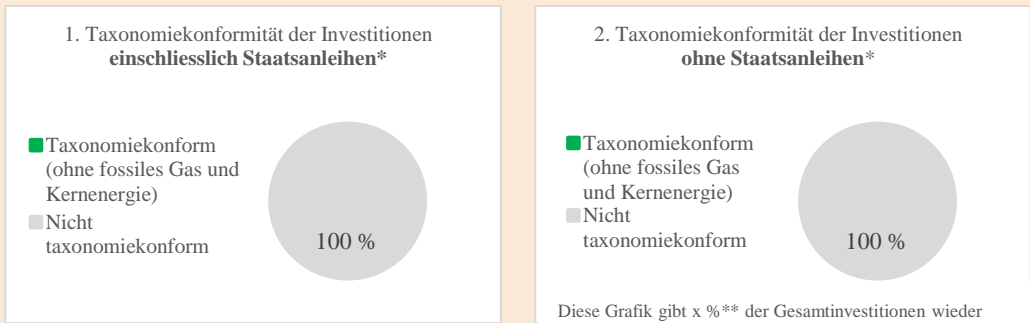 1. Taxonomiekonformität der Investitionen
einschliesslich Staatsanleihen*
Taxonomiekonform
(ohne fossiles Gas und
Kernenergie)
Nicht
taxonomiekonform
100 %
2. Taxonomiekonformität der Investitionen
ohne Staatsanleihen*
Taxonomiekonform
(ohne fossiles Gas
und Kernenergie)
Nicht
taxonomiekonform
100 %
Diese Grafik gibt x %** der Gesamtinvestitionen wieder